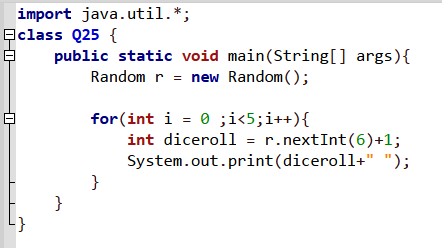 import java.util.*;
class Q25 {
public static void main(String[] args){
Random r = new Random();
for(int i = 0 ;i<5;i++){
int diceroll = r.nextInt(6)+1;
System.out.print(diceroll+" ");
}
}
}